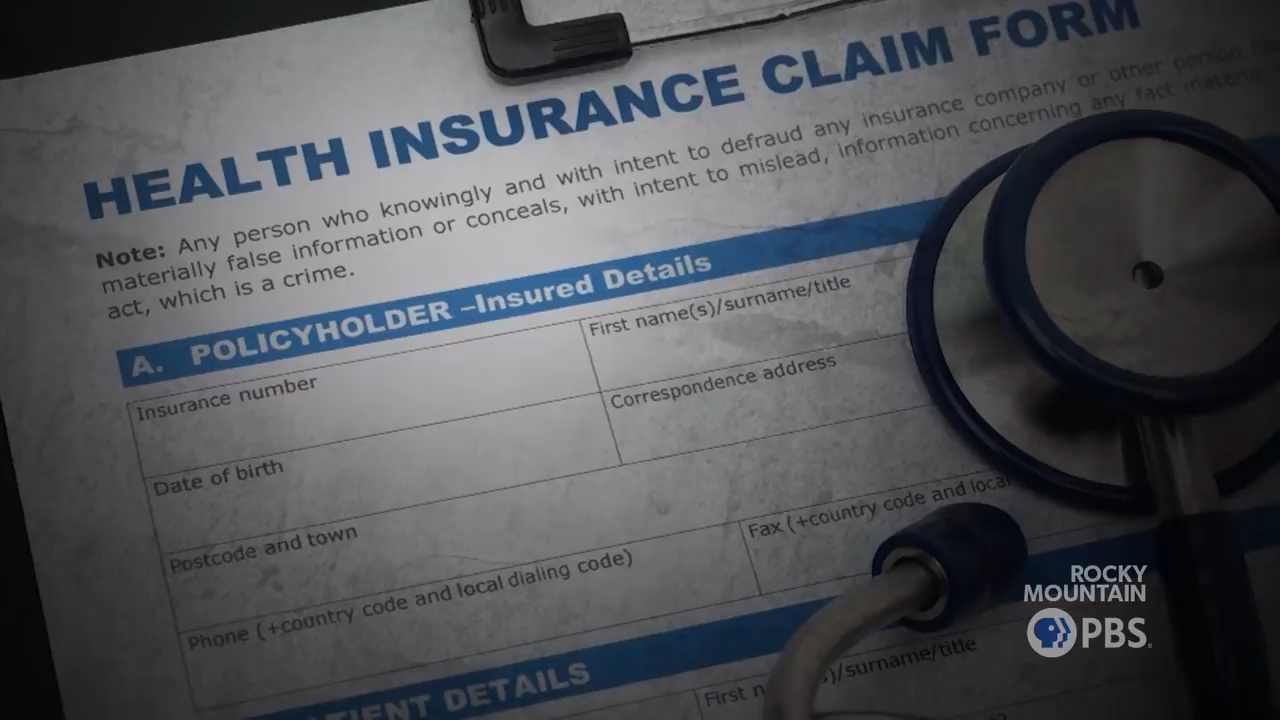 HEALTH INSURANCE CLAIM FORM
Note: Any person who knowingly and with intent to defraud any insurance company or other person
materially false information or conceals, with intent to mislead, information concerning any fact material
act, which is a crime.
A. POLICYHOLDER –Insured Details
Insurance number
First name(s)/surname/title
Date of birth
Correspondence address
Postcode and town
Phone (+country code and local dialing code)
Fax (+country code and local
DETAILS
First /surname/title
ROCKY
MOUNTAIN
PBS